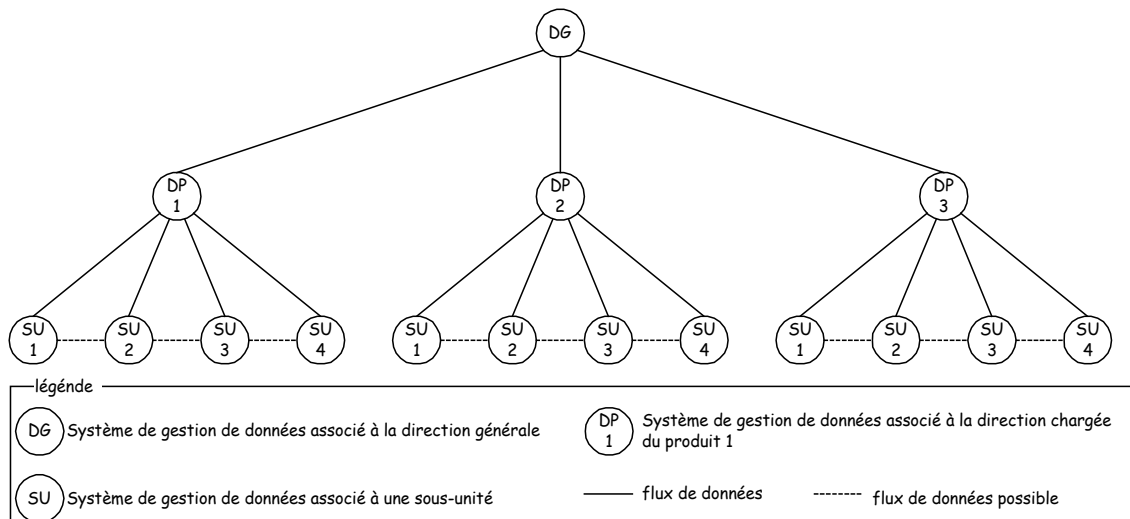 DG
DP
1
DP
2
DP
3
SU
1
SU
2
SU
3
SU
4
SU
1
SU
2
SU
3
SU
4
SU
1
SU
2
SU
3
SU
4
légénde
DG Système de gestion de données associé à la direction générale
DP
1
Système de gestion de données associé à la direction chargée
du produit 1
SU Système de gestion de données associé à une sous-unité
flux de données
flux de données possible